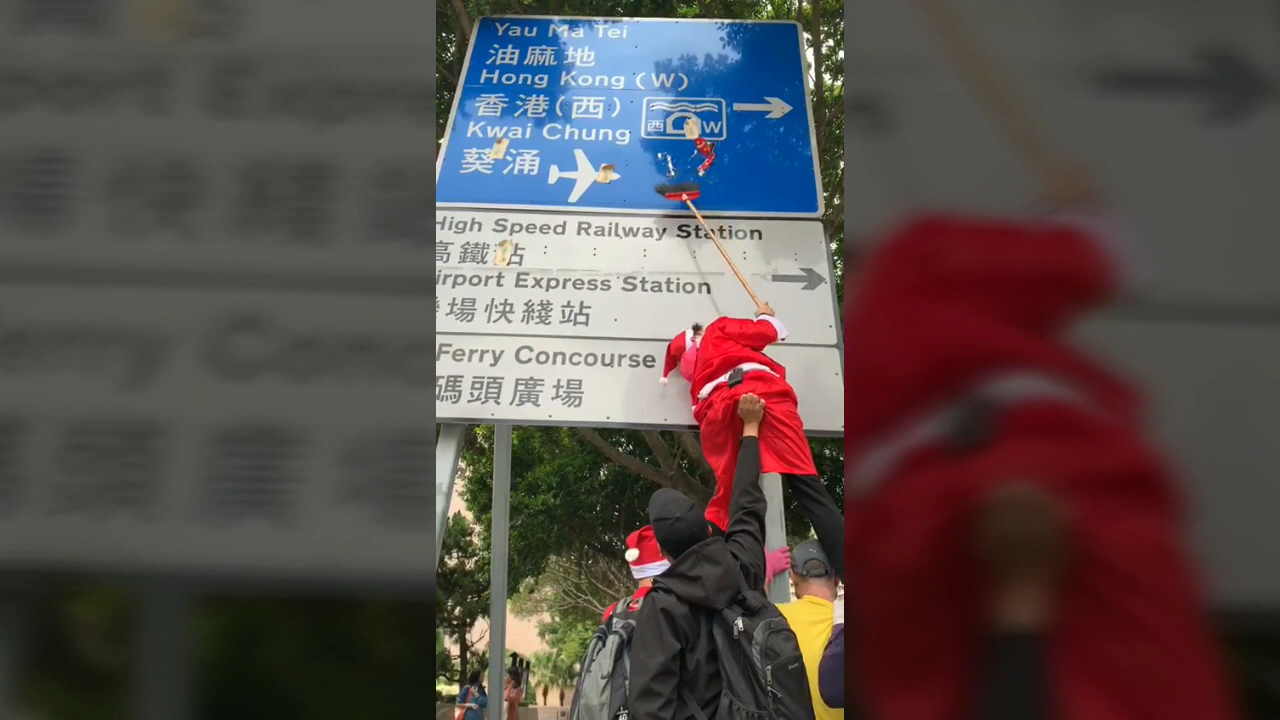 Yau Ma Tei
油麻地
Hong Kong (W)
香港(西)
西 W
Kwai Chung
葵涌
High Speed Railway Station
高鐵站
irport Express Station
場快綫站
Ferry Concourse
碼頭廣場